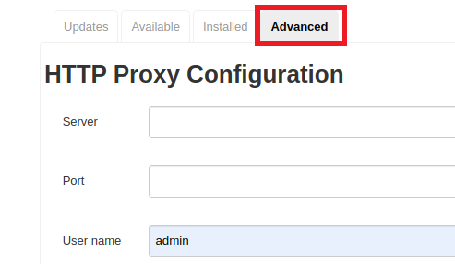 Updates Available Installed Advanced
HTTP Proxy Configuration
Server
Port
User name admin